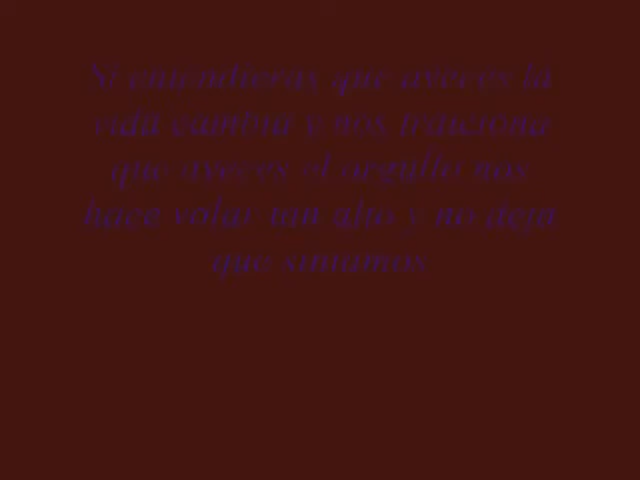 Si entendieras que aveces la
vida cambia y nos traiciona
que aveces el orgullo nos
hace volar tan alto y no deja
que sintamos